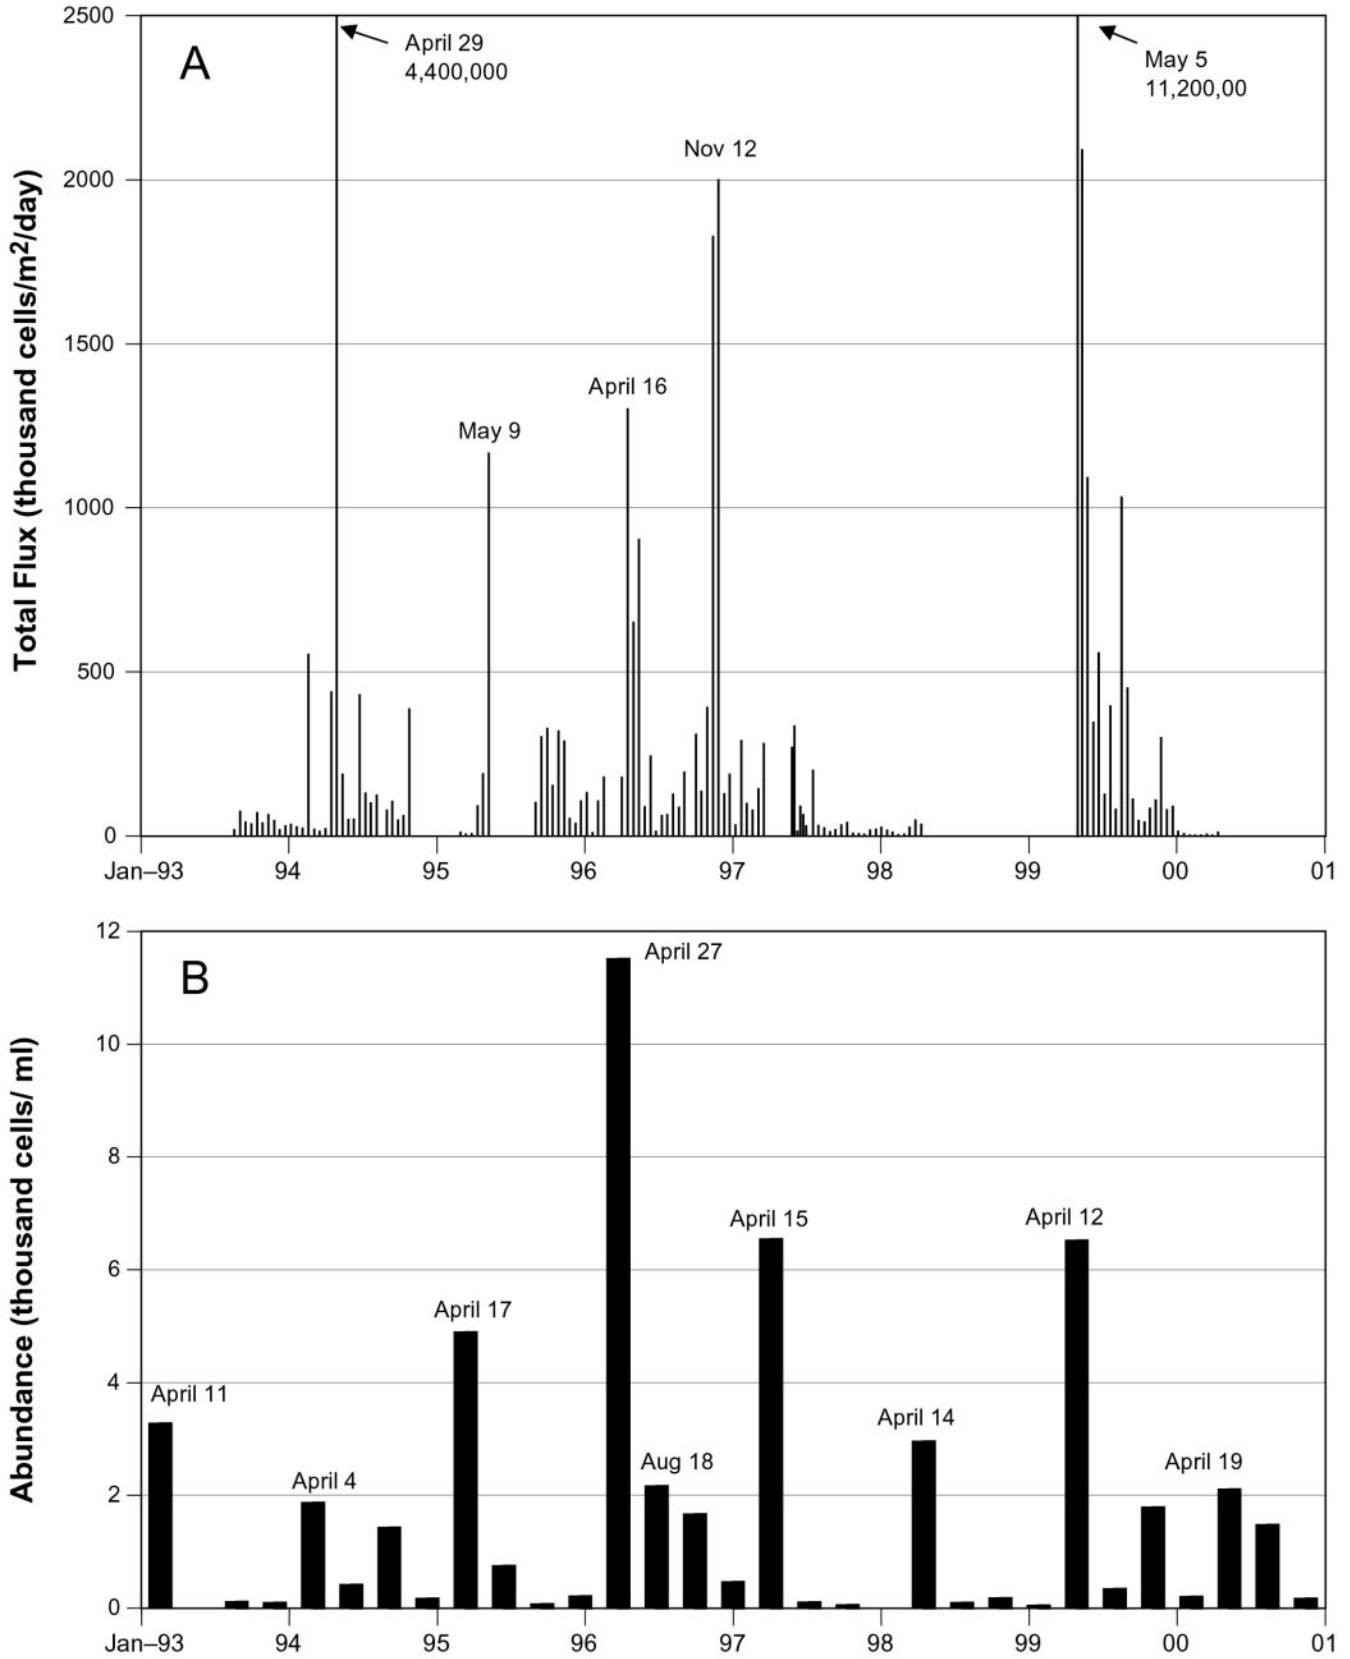 2500
A
April 29
4,400,000
May 5
11,200,00
Nov 12
2000
1500
April 16
May 9
1000
500
0
Total Flux (thousand cells/m²/day)
Jan–93 94 95 96 97 98 99 00 01
12
B
April 27
10
8
April 15
April 12
6
April 17
4
April 11
April 14
Aug 18
April 19
April 4
2
0
Abundance (thousand cells/ ml)
Jan–93 94 95 96 97 98 99 00 01